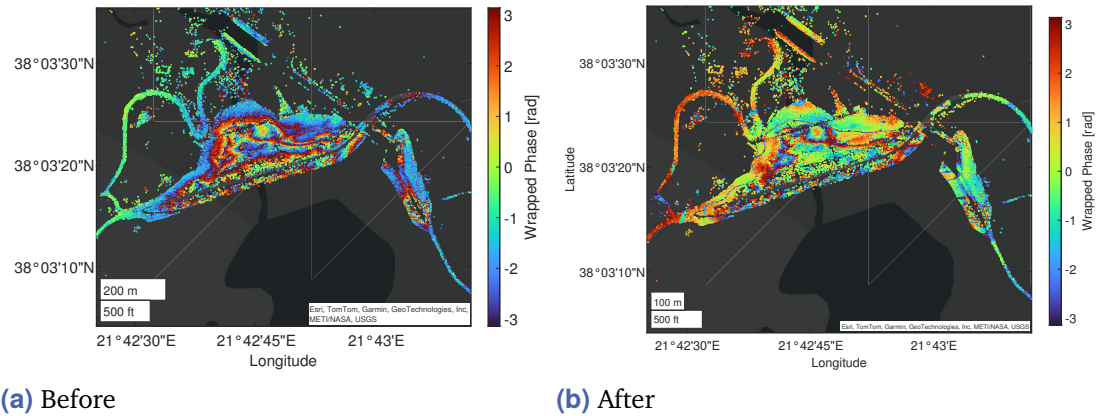 38°03'30"N
38°03'20"N
38°03'10"N
200 m
500 ft
Esri, TomTom, Garmin, GeoTechnologies, Inc,
METI/NASA, USGS
21°42'30"E
21°42'45"E
21°43'E
Longitude
3
2
1
0
-1
-2
-3
Wrapped Phase [rad]
(a) Before
Latitude
38°03'30"N
38°03'20"N
38°03'10"N
100 m
500 ft
Esri, TomTom, Garmin, GeoTechnologies, Inc, METI/NASA, USGS
21°42'30"E
21°42'45"E
21°43'E
Longitude
3
2
1
0
-1
-2
-3
Wrapped Phase [rad]
(b) After